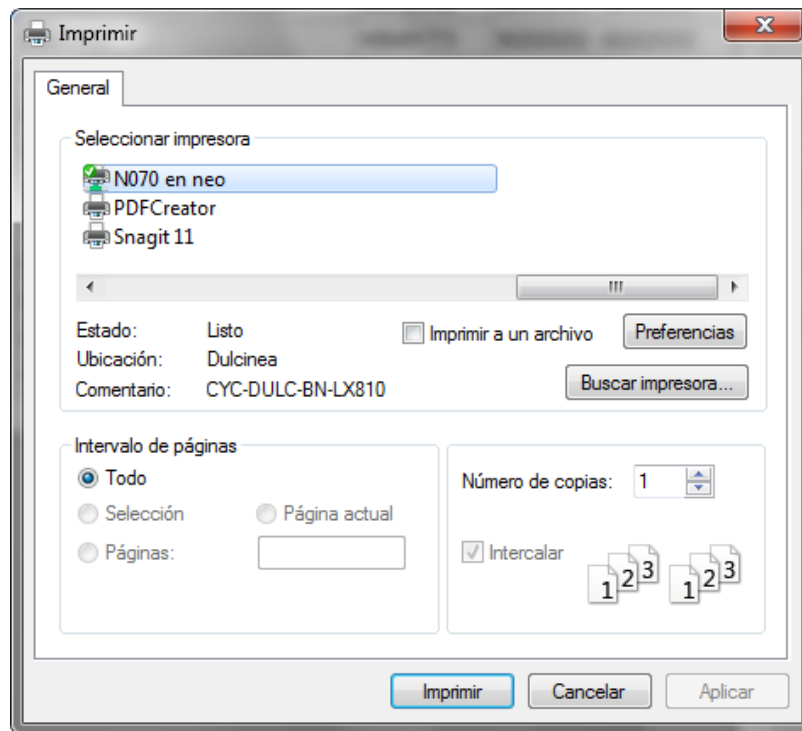 Imprimir
General
Seleccionar impresora
N070 en neo
PDFCreator
Snagit 11
Estado: Listo
Imprimir a un archivo
Preferencias
Ubicación: Dulcinea
Comentario: CYC-DULC-BN-LX810
Buscar impresora...
Intervalo de páginas
Todo
Selección
Página actual
Páginas:
Número de copias: 1
Intercalar
1 2 3 1 2 3
Imprimir Cancelar Aplicar